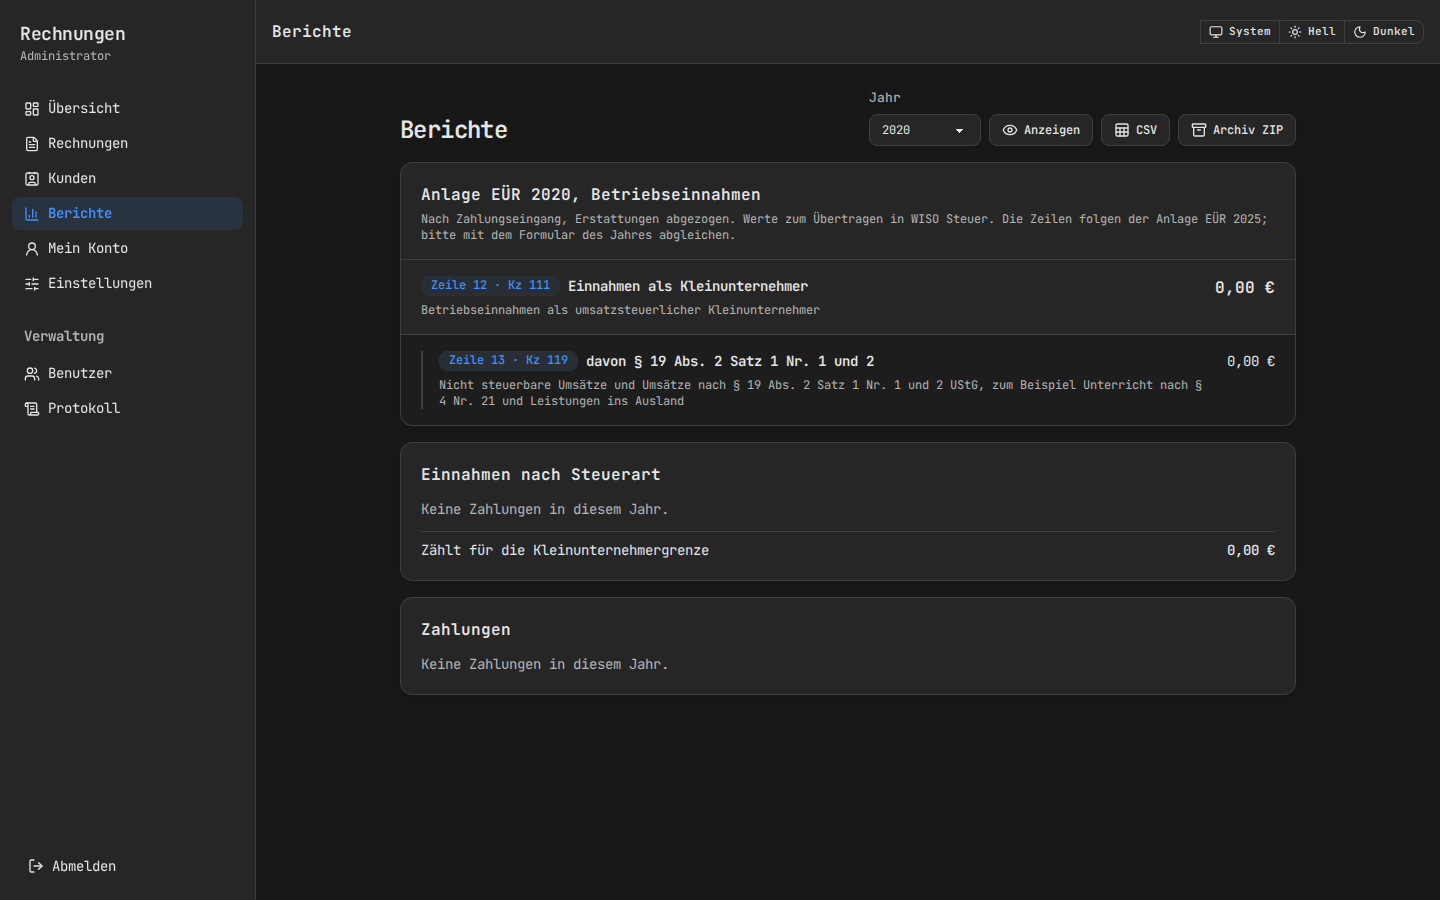 Rechnungen
Administrator
Übersicht
Rechnungen
Kunden
Berichte
Mein Konto
Einstellungen
Verwaltung
Benutzer
Protokoll
Abmelden
Berichte
System
Hell
Dunkel
Berichte
Jahr
2020
Anzeigen
CSV
Archiv ZIP
Anlage EÜR 2020, Betriebseinnahmen
Nach Zahlungseingang, Erstattungen abgezogen. Werte zum Übertragen in WISO Steuer. Die Zeilen folgen der Anlage EÜR 2025;
bitte mit dem Formular des Jahres abgleichen.
Zeile 12 · Kz 111 Einnahmen als Kleinunternehmer 0,00 €
Betriebseinnahmen als umsatzsteuerlicher Kleinunternehmer
Zeile 13 · Kz 119 davon § 19 Abs. 2 Satz 1 Nr. 1 und 2 0,00 €
Nicht steuerbare Umsätze und Umsätze nach § 19 Abs. 2 Satz 1 Nr. 1 und 2 UStG, zum Beispiel Unterricht nach §
4 Nr. 21 und Leistungen ins Ausland
Einnahmen nach Steuerart
Keine Zahlungen in diesem Jahr.
Zählt für die Kleinunternehmergrenze 0,00 €
Zahlungen
Keine Zahlungen in diesem Jahr.